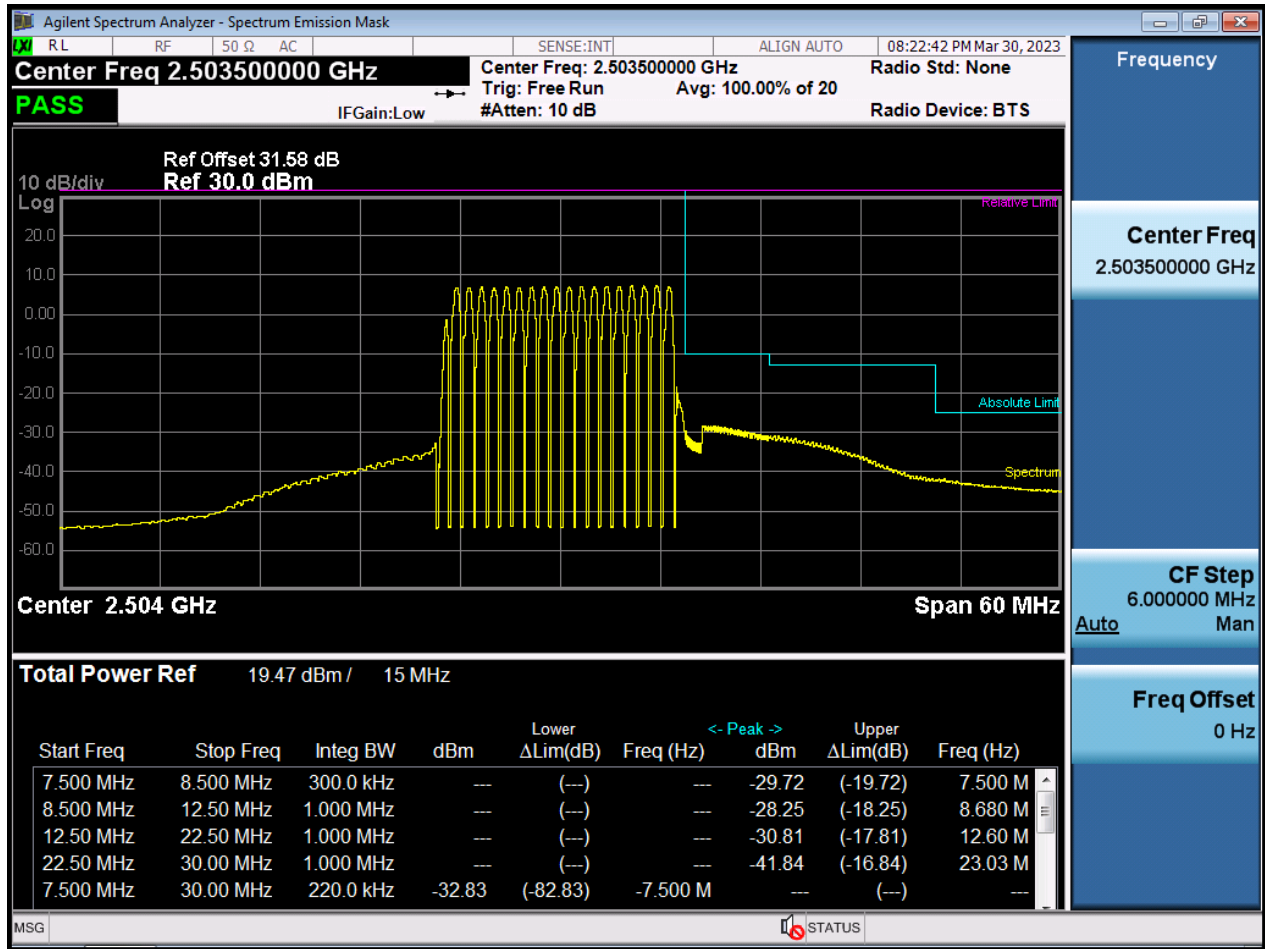 Agilent Spectrum Analyzer - Spectrum Emission Mask
LXI RL RF 50 Ω AC SENSE:INT ALIGN AUTO 08:22:42 PM Mar 30, 2023
Center Freq 2.503500000 GHz
Center Freq: 2.503500000 GHz Radio Std: None
Trig: Free Run Avg: 100.00% of 20
PASS
IFGain:Low #Atten: 10 dB Radio Device: BTS
Ref Offset 31.58 dB
10 dB/div Ref 30.0 dBm
Log
Relative Limit
20.0
10.0
0.00
-10.0
-20.0
Absolute Limit
-30.0
-40.0
Spectrum
-50.0
-60.0
Center 2.504 GHz Span 60 MHz
Total Power Ref 19.47 dBm / 15 MHz
Lower <- Peak -> Upper
Start Freq Stop Freq Integ BW dBm ΔLim(dB) Freq (Hz) dBm ΔLim(dB) Freq (Hz)
7.500 MHz 8.500 MHz 300.0 kHz --- (---) --- -29.72 (-19.72) 7.500 M
8.500 MHz 12.50 MHz 1.000 MHz --- (---) --- -28.25 (-18.25) 8.680 M
12.50 MHz 22.50 MHz 1.000 MHz --- (---) --- -30.81 (-17.81) 12.60 M
22.50 MHz 30.00 MHz 1.000 MHz --- (---) --- -41.84 (-16.84) 23.03 M
7.500 MHz 30.00 MHz 220.0 kHz -32.83 (-82.83) -7.500 M --- (---) ---
MSG STATUS
Frequency
Center Freq
2.503500000 GHz
CF Step
6.000000 MHz
Auto Man
Freq Offset
0 Hz